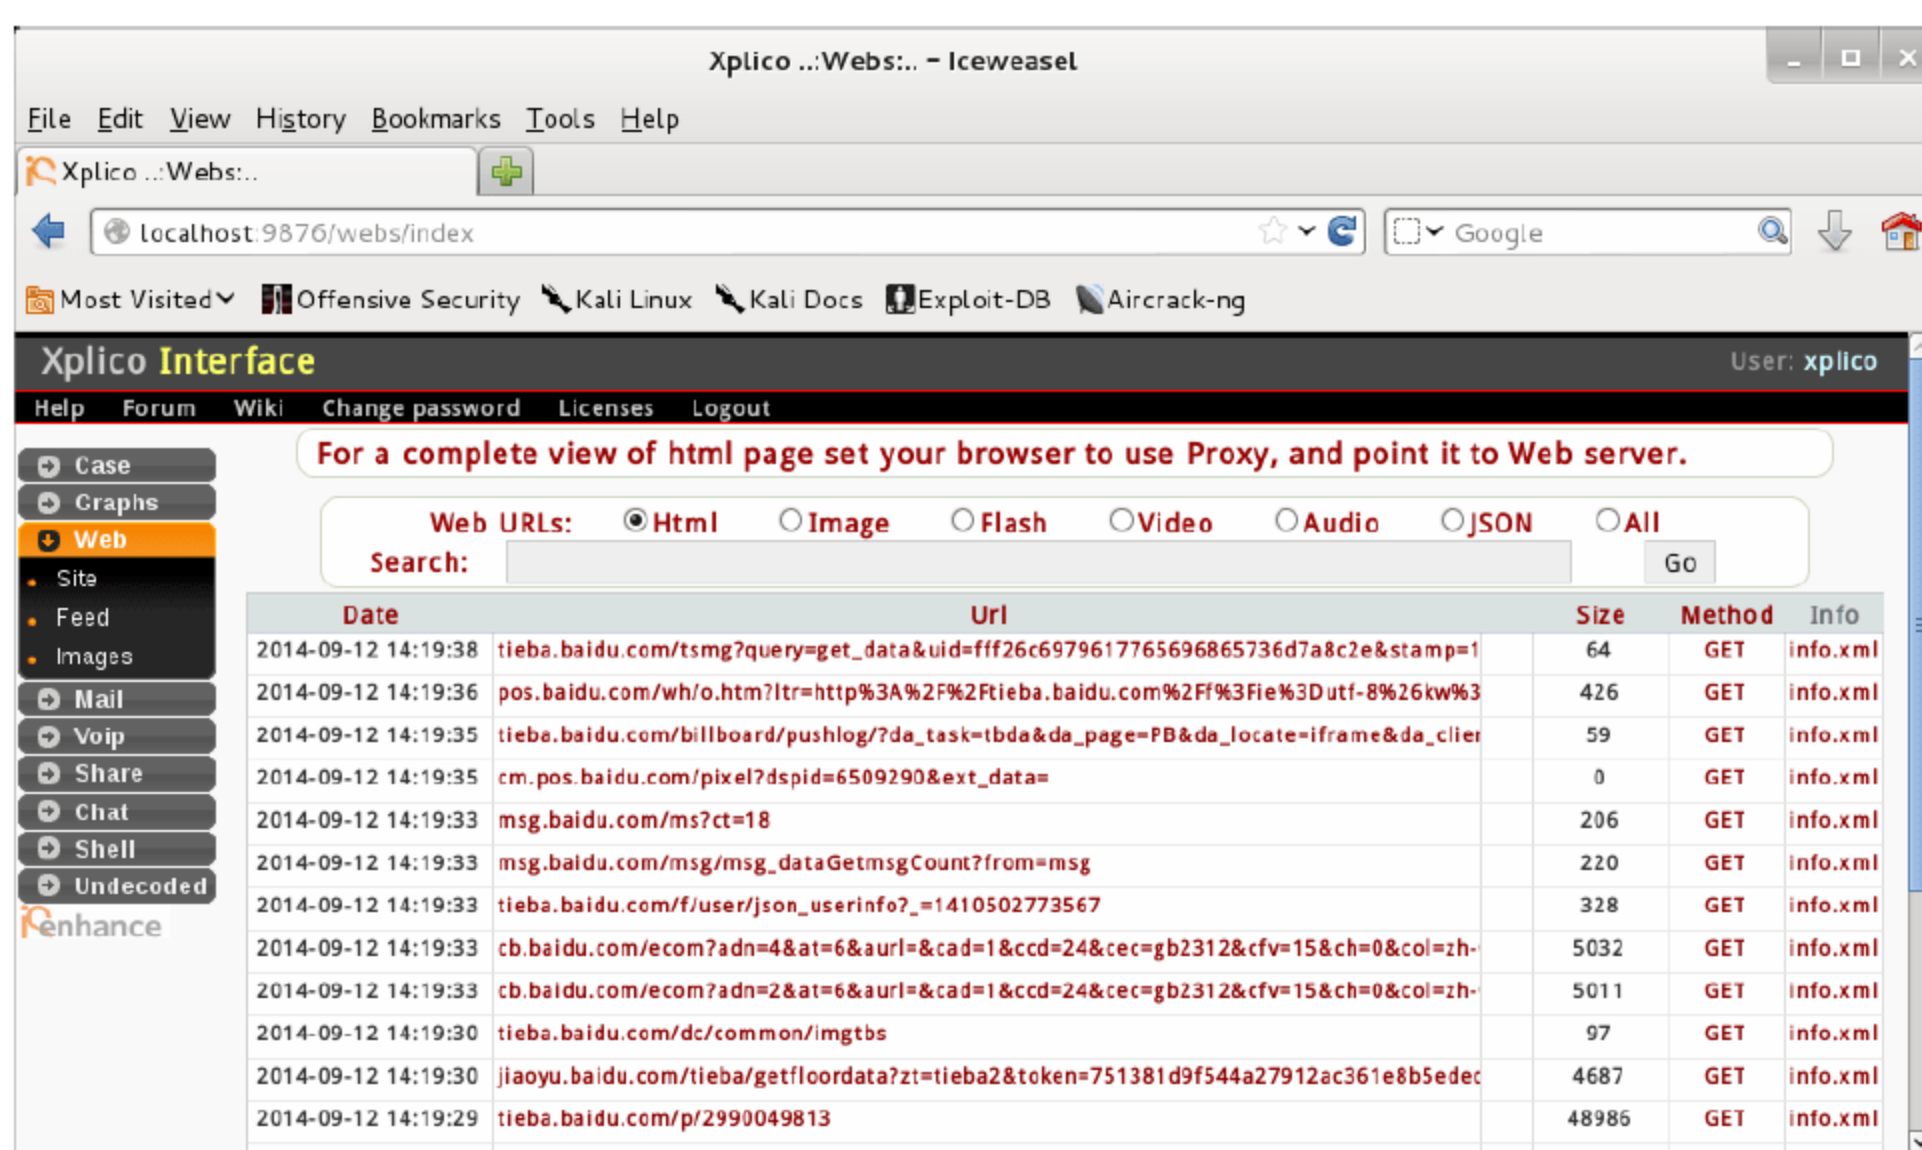 Xplico ..:Webs:.. – Iceweasel
File Edit View History Bookmarks Tools Help
Xplico ..:Webs:..
localhost:9876/webs/index Google
Most Visited Offensive Security Kali Linux Kali Docs Exploit-DB Aircrack-ng
Xplico Interface User: xplico
Help Forum Wiki Change password Licenses Logout
For a complete view of html page set your browser to use Proxy, and point it to Web server.
Case
Graphs
Web
Site
Feed
Images
Mail
Voip
Share
Chat
Shell
Undecoded
enhance
Web URLs: Html Image Flash Video Audio JSON All
Search: Go
Date Url Size Method Info
2014-09-12 14:19:38 tieba.baidu.com/tsmg?query=get_data&uid=fff26c6979617765696865736d7a8c2e&stamp=1 64 GET info.xml
2014-09-12 14:19:36 pos.baidu.com/wh/o.htm?ltr=http%3A%2F%2Ftieba.baidu.com%2Ff%3Fie%3Dutf-8%26kw%3 426 GET info.xml
2014-09-12 14:19:35 tieba.baidu.com/billboard/pushlog/?da_task=tbda&da_page=PB&da_locate=iframe&da_clier 59 GET info.xml
2014-09-12 14:19:35 cm.pos.baidu.com/pixel?dspid=6509290&ext_data= 0 GET info.xml
2014-09-12 14:19:33 msg.baidu.com/ms?ct=18 206 GET info.xml
2014-09-12 14:19:33 msg.baidu.com/msg/msg_dataGetmsgCount?from=msg 220 GET info.xml
2014-09-12 14:19:33 tieba.baidu.com/f/user/json_userinfo?_=1410502773567 328 GET info.xml
2014-09-12 14:19:33 cb.baidu.com/ecom?adn=4&at=6&aurl=&cad=1&ccd=24&cec=gb2312&cfv=15&ch=0&col=zh- 5032 GET info.xml
2014-09-12 14:19:33 cb.baidu.com/ecom?adn=2&at=6&aurl=&cad=1&ccd=24&cec=gb2312&cfv=15&ch=0&col=zh- 5011 GET info.xml
2014-09-12 14:19:30 tieba.baidu.com/dc/common/imgtbs 97 GET info.xml
2014-09-12 14:19:30 jiaoyu.baidu.com/tieba/getfloordata?zt=tieba2&token=751381d9f544a27912ac361e8b5edec 4687 GET info.xml
2014-09-12 14:19:29 tieba.baidu.com/p/2990049813 48986 GET info.xml